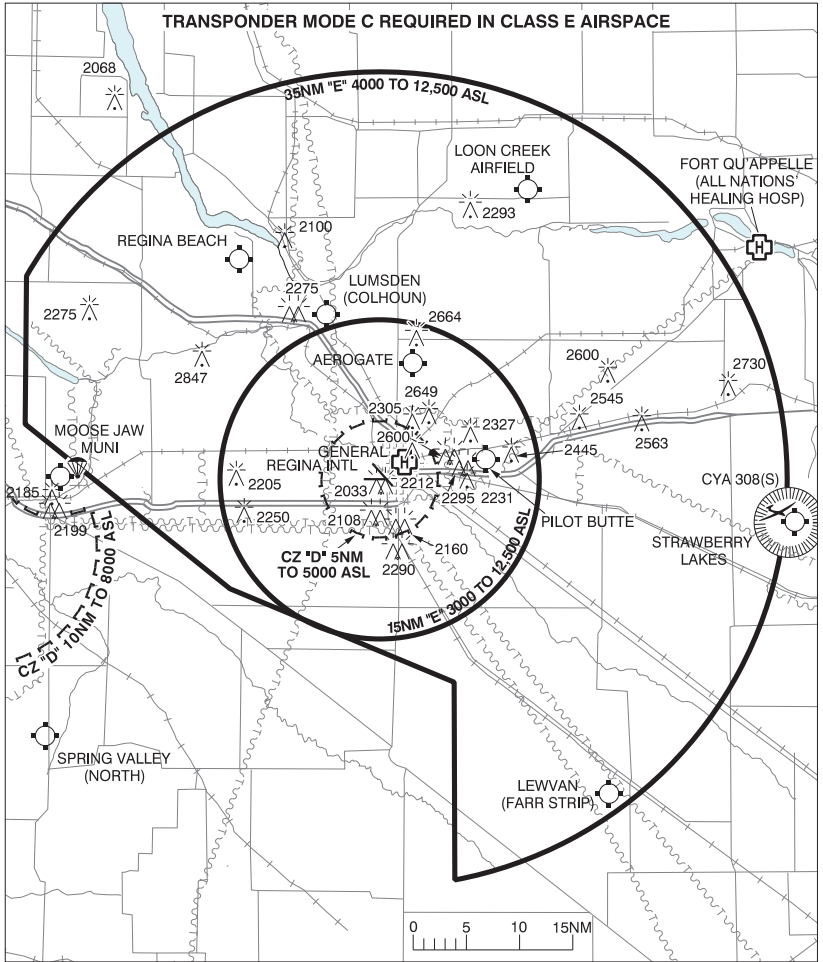 TRANSPONDER MODE C REQUIRED IN CLASS E AIRSPACE
2068
35NM "E" 4000 TO 12,500 ASL
LOON CREEK
AIRFIELD
FORT QU'APPELLE
(ALL NATIONS'
HEALING HOSP)
2293
2100
REGINA BEACH
H
LUMSDEN
(COLHOUN)
2275
2275
2664
AEROGATE
2847
2600
2730
2649
2305
2545
2327
2563
MOOSE JAW
MUNI
2600
GENERAL
2445
REGINA INTL
H
2205
2212
CYA 308(S)
2185
2033
2295
2231
2199
2250
2108
PILOT BUTTE
STRAWBERRY
LAKES
2160
CZ "D" 5NM
TO 5000 ASL
2290
15NM "E" 3000 TO 12,500 ASL
CZ "D" 10NM TO 8000 ASL
SPRING VALLEY
(NORTH)
LEWVAN
(FARR STRIP)
0 5 10 15NM